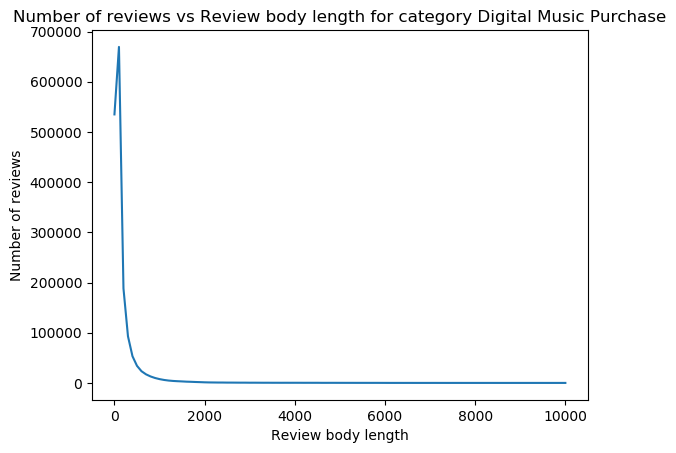 Number of reviews vs Review body length for category Digital Music Purchase
700000
600000
500000
400000
300000
200000
100000
0
Number of reviews
0 2000 4000 6000 8000 10000
Review body length